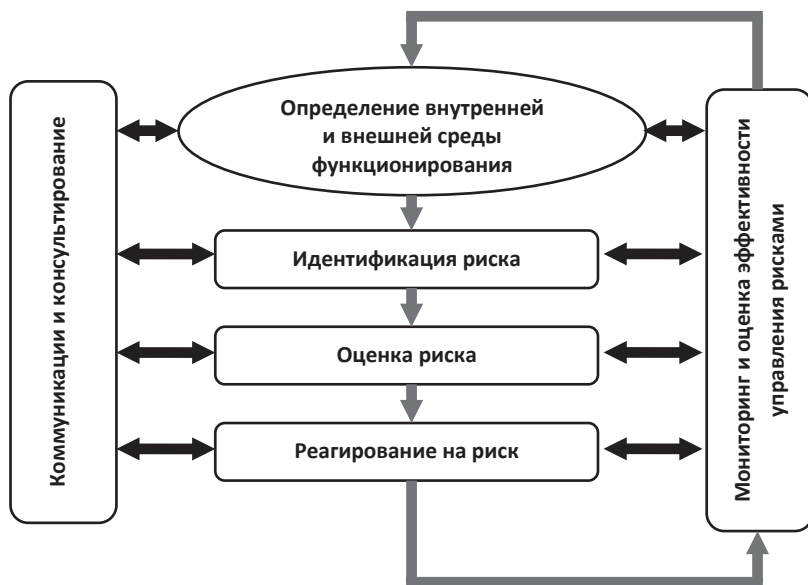 Коммуникации и консультирование
Определение внутренней
и внешней среды
функционирования
Идентификация риска
Оценка риска
Реагирование на риск
Мониторинг и оценка эффективности
управления рисками